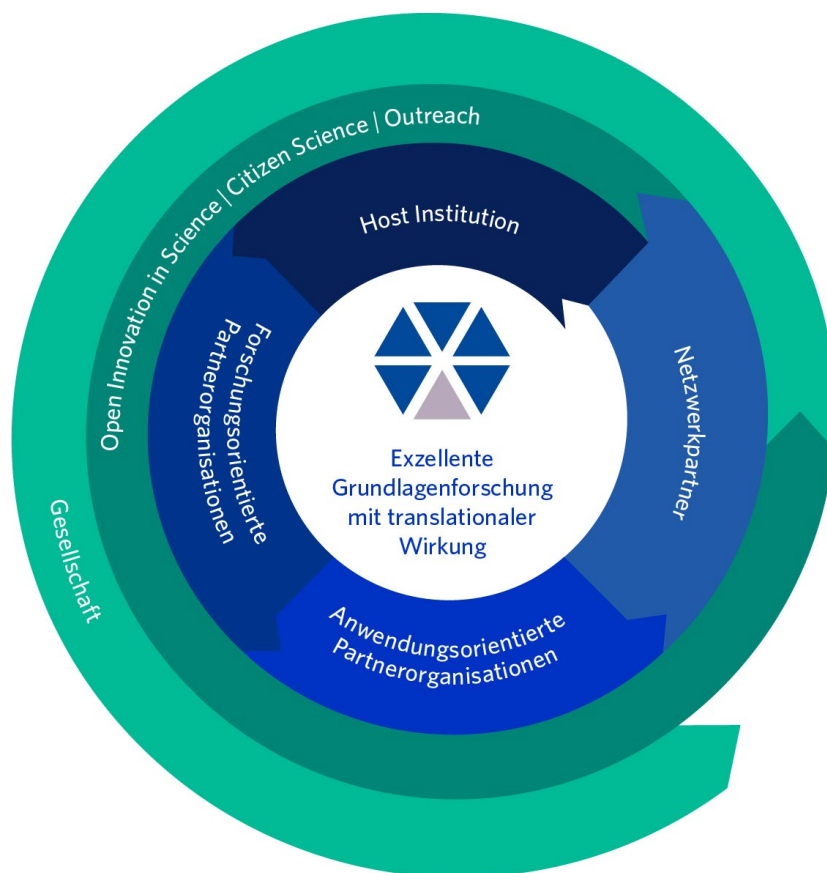 Open Innovation in Science | Citizen Science | Outreach
Host Institution
Forschungsorientierte
Partnerorganisationen
Netzwerkpartner
Exzellente
Grundlagenforschung
mit translationaler
Wirkung
Gesellschaft
Anwendungsorientierte
Partnerorganisationen